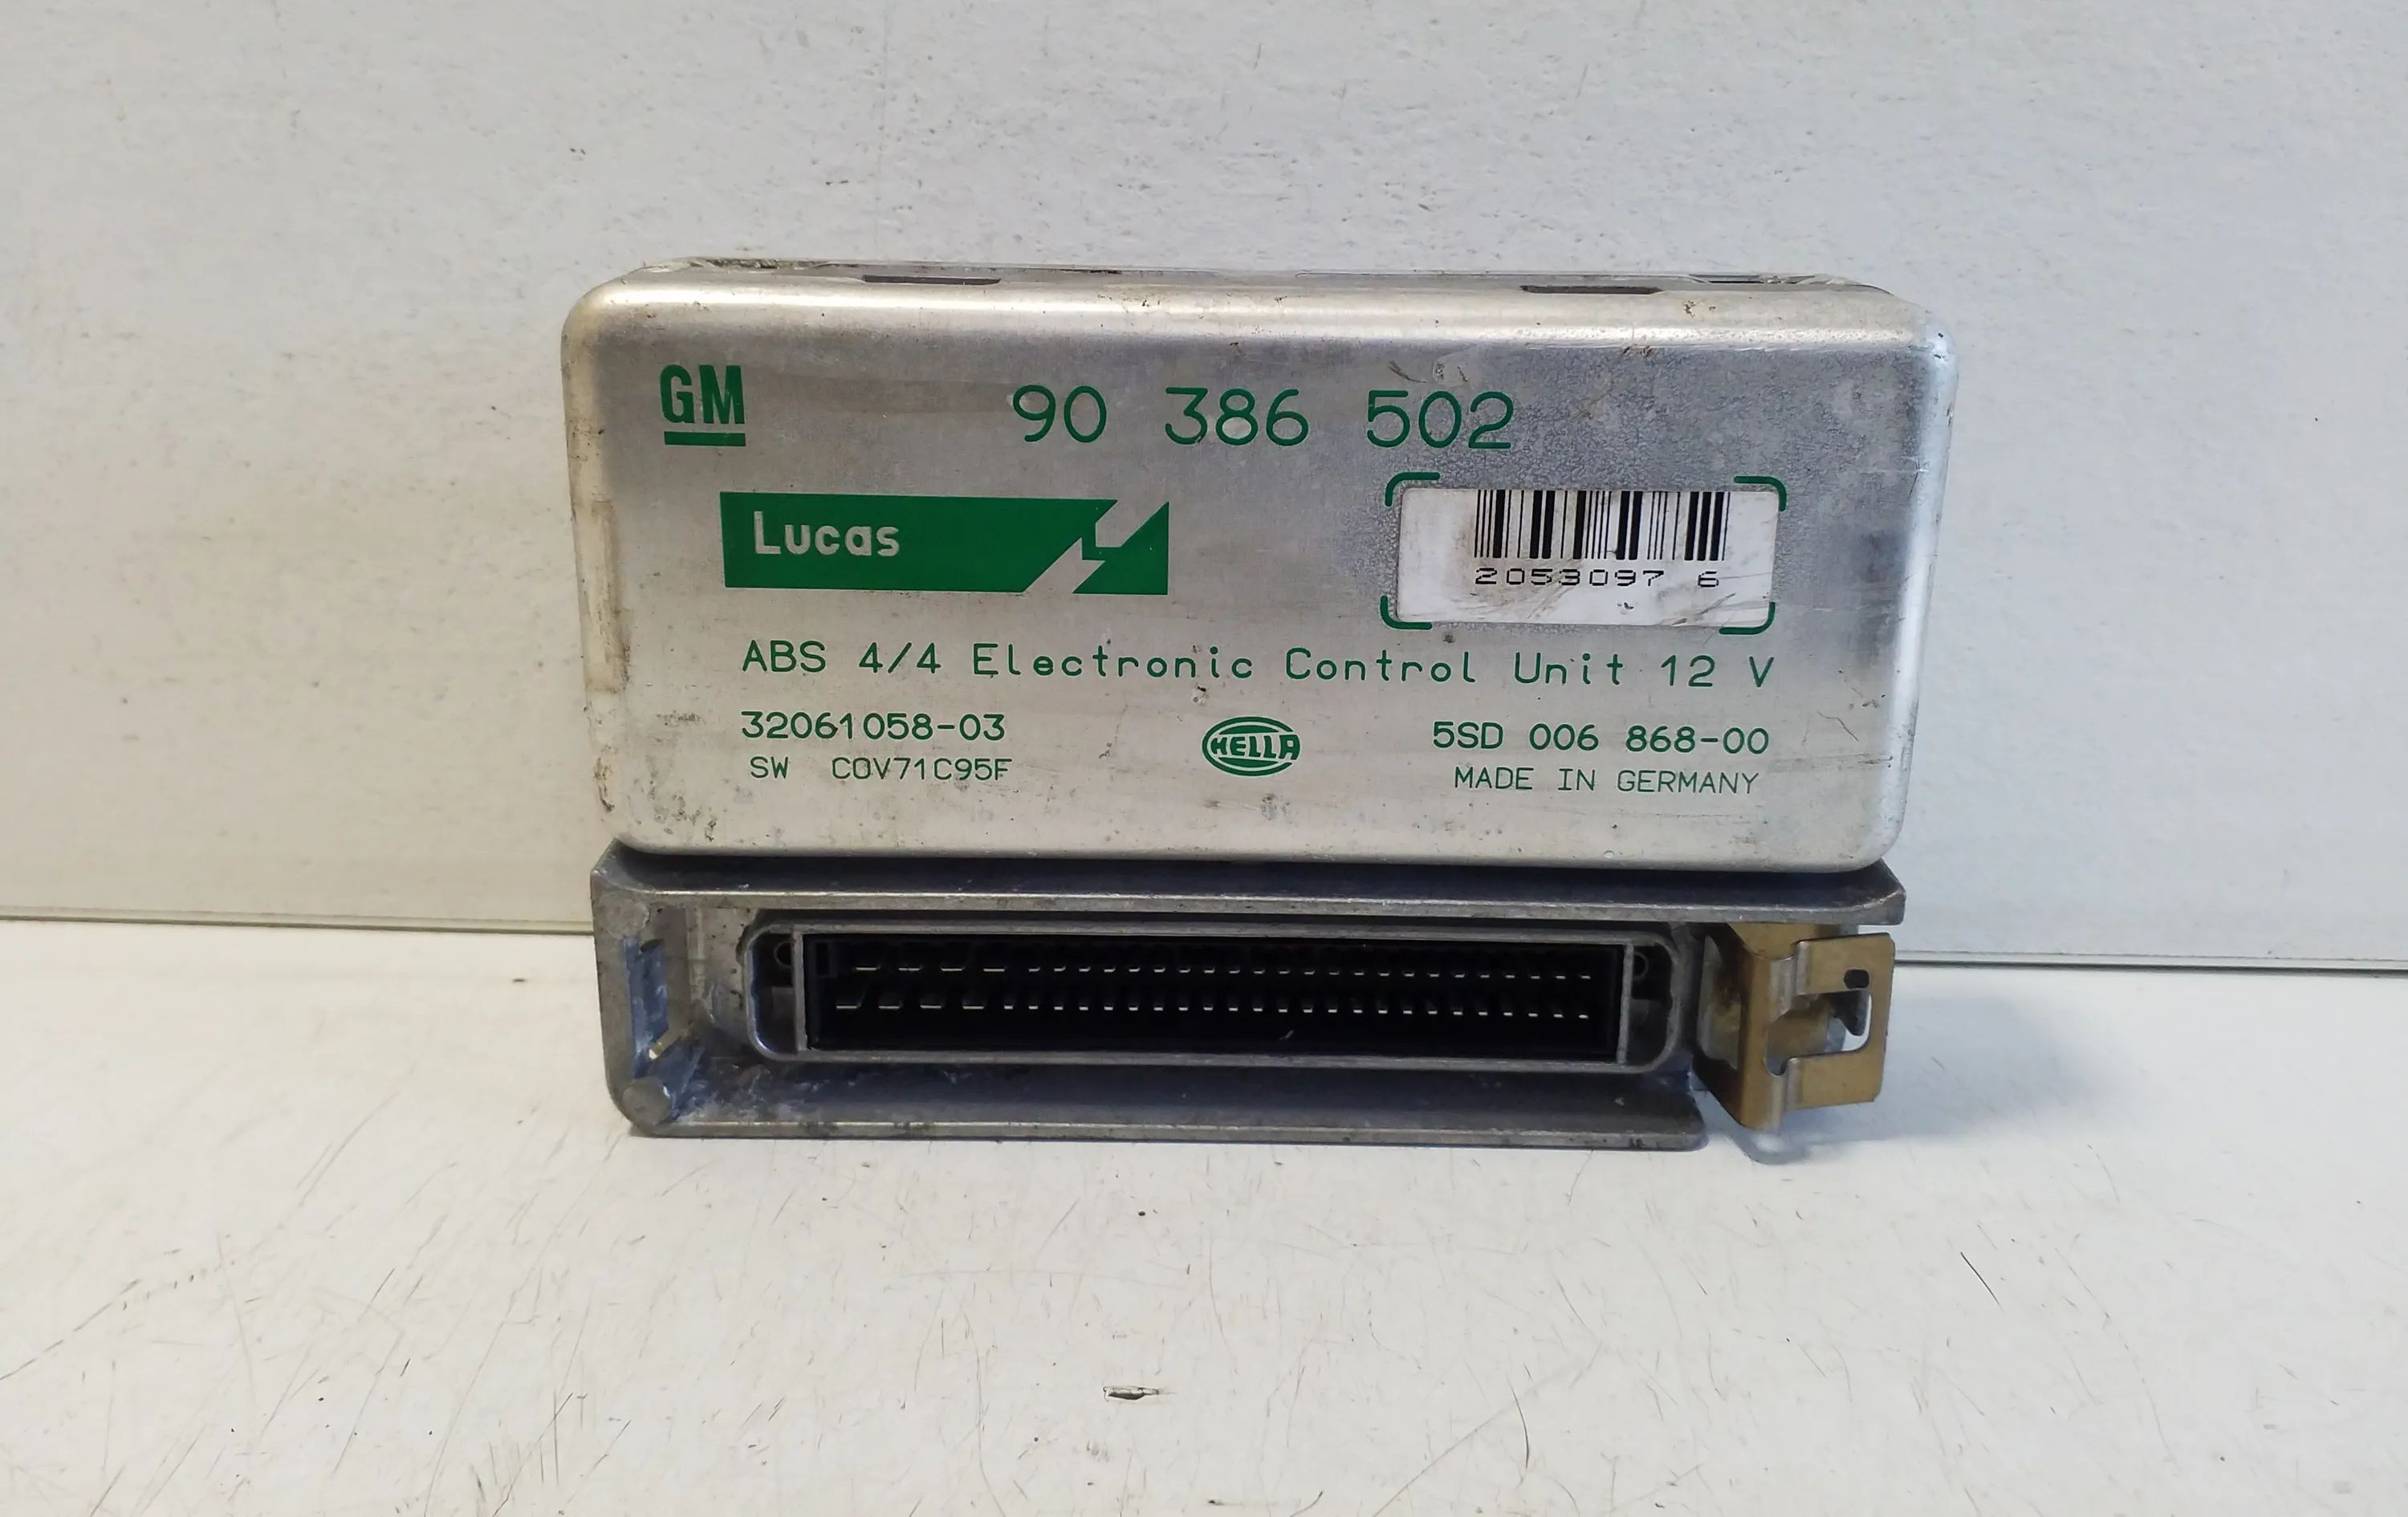 GM
90 386 502
Lucas
2053097 6
ABS 4/4 Electronic Control Unit 12 V
32061058-03
SW COV71C95F
HELLA
5SD 006 868-00
MADE IN GERMANY